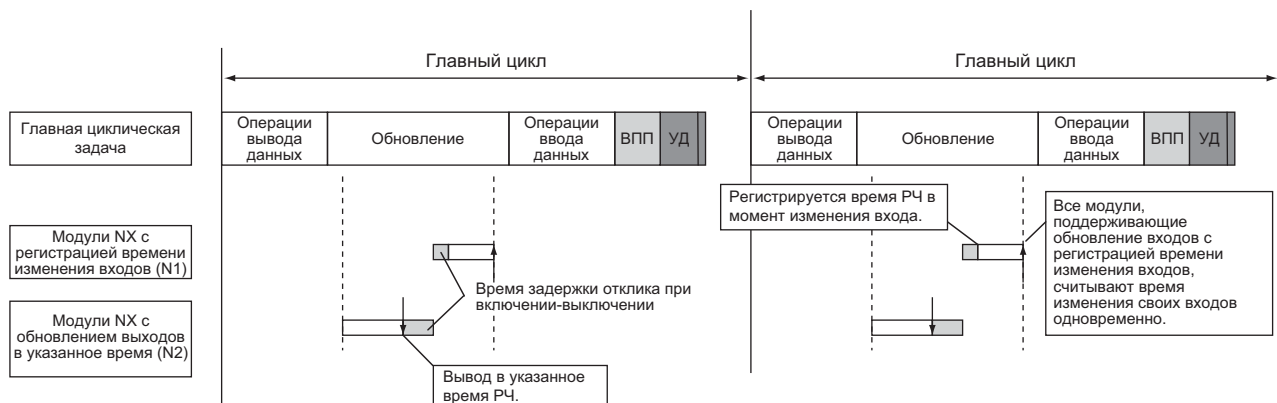 Главный цикл
Главный цикл
Главная циклическая
задача
Операции
вывода
данных
Обновление
Операции
ввода
данных
ВПП
УД
Операции
вывода
данных
Обновление
Операции
ввода
данных
ВПП
УД
Регистрируется время РЧ в
момент изменения входа.
Все модули,
поддерживающие
обновление входов с
регистрацией времени
изменения входов,
считывают время
изменения своих входов
одновременно.
Модули NX с
регистрацией времени
изменения входов (N1)
Время задержки отклика при
включении-выключении
Модули NX с
обновлением выходов
в указанное время (N2)
Вывод в указанное
время РЧ.